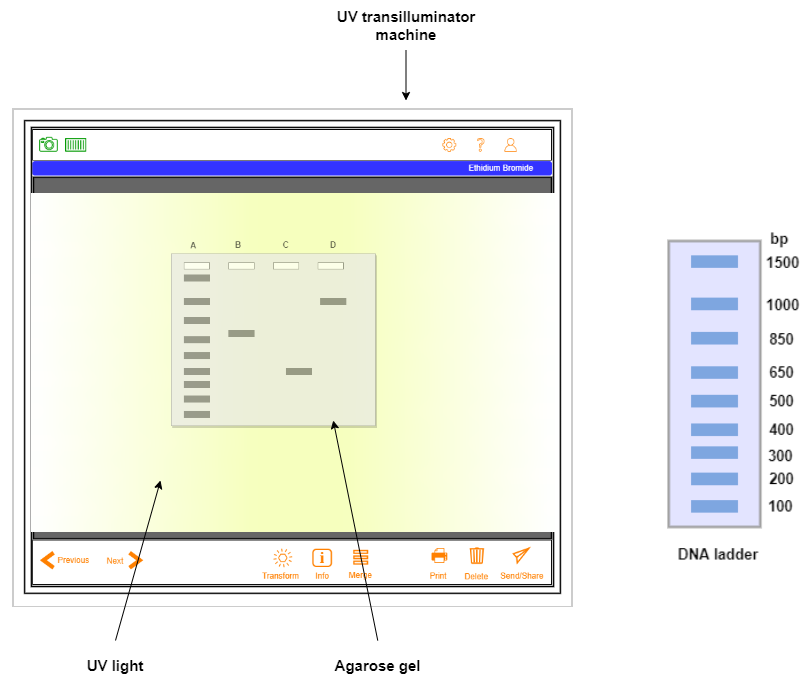 UV transilluminator
machine
Ethidium Bromide
A B C D
bp
1500
1000
850
650
500
400
300
200
100
DNA ladder
Previous Next Transform Info Merge Print Delete Send/Share
UV light
Agarose gel